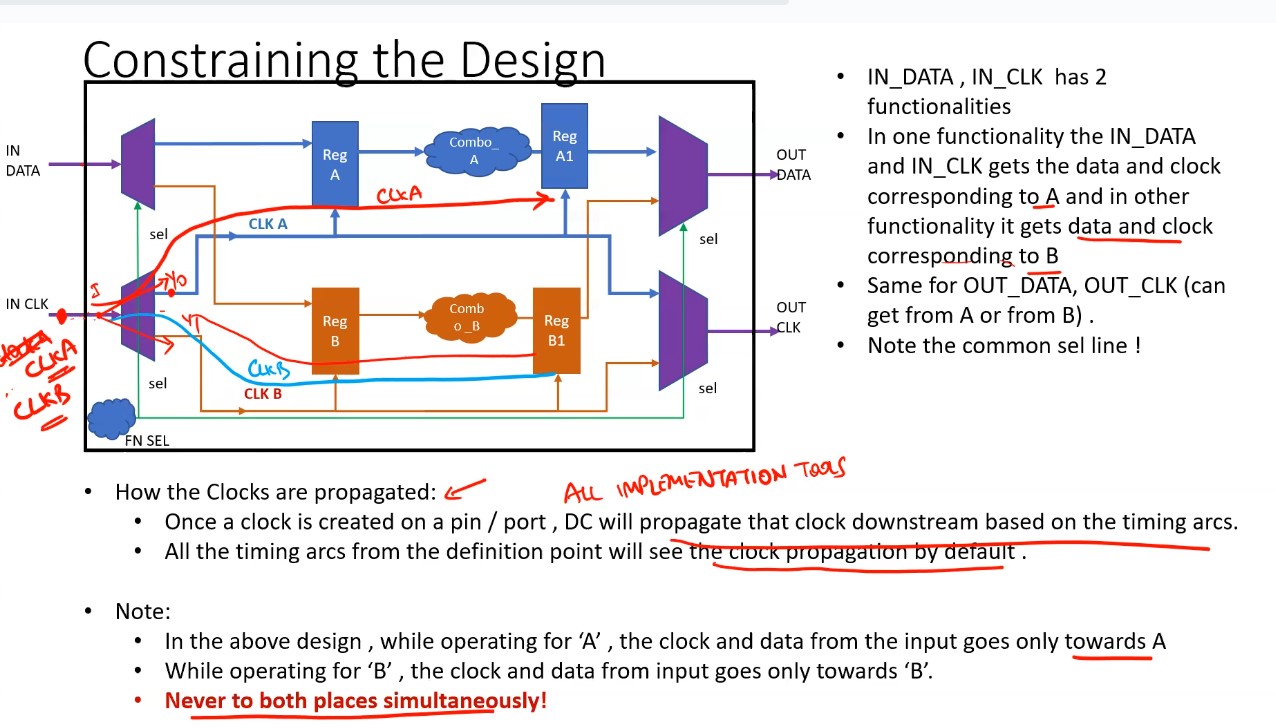 Constraining the Design
IN
DATA
Reg
A
Combo_
A
Reg
A1
OUT
DATA
CLKA
sel
CLK A
sel
IN CLK
I
Y0
Y1
CLKA
CLKB
Reg
B
Comb
o _B
Reg
B1
OUT
CLK
CLKB
sel
CLK B
sel
FN SEL
• IN_DATA , IN_CLK has 2
functionalities
• In one functionality the IN_DATA
and IN_CLK gets the data and clock
corresponding to A and in other
functionality it gets data and clock
corresponding to B
• Same for OUT_DATA, OUT_CLK (can
get from A or from B) .
• Note the common sel line !
ALL IMPLEMENTATION TOOLS
• How the Clocks are propagated:
• Once a clock is created on a pin / port , DC will propagate that clock downstream based on the timing arcs.
• All the timing arcs from the definition point will see the clock propagation by default .
• Note:
• In the above design , while operating for ‘A’ , the clock and data from the input goes only towards A
• While operating for ‘B’ , the clock and data from input goes only towards ‘B’.
• Never to both places simultaneously!